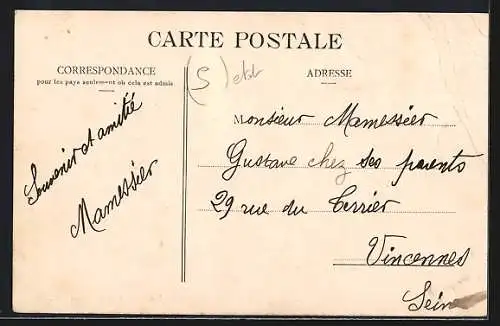 CARTE POSTALE
CORRESPONDANCE
pour les pays seulement où cela est admis
ADRESSE
Souvenir et amitié
Mamessier
Monsieur Mamessier
Gustave chez ses parents
29 rue du Terrier
Vincennes
Seine